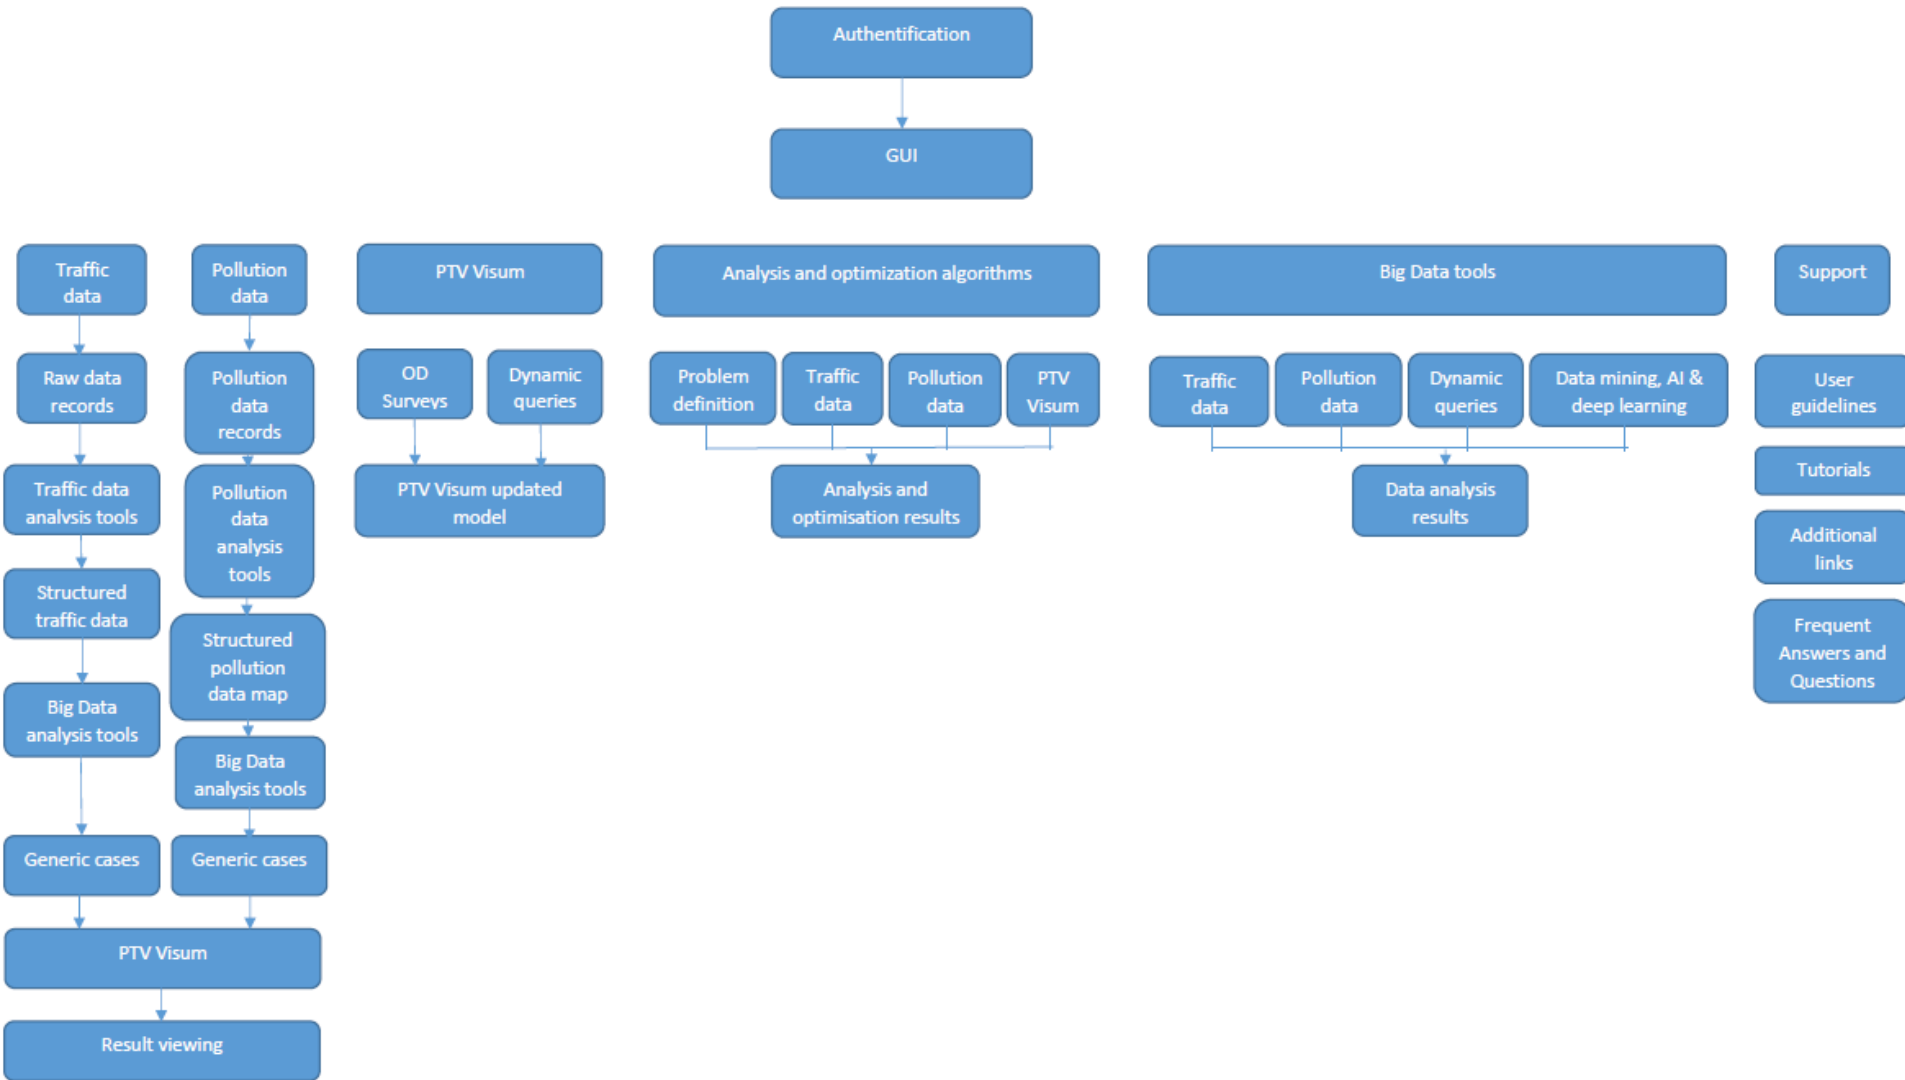 Authentification
GUI
Traffic
data
Pollution
data
PTV Visum
Analysis and optimization algorithms
Big Data tools
Support
Raw data
records
Pollution
data
records
OD
Surveys
Dynamic
queries
Problem
definition
Traffic
data
Pollution
data
PTV
Visum
Traffic
data
Pollution
data
Dynamic
queries
Data mining, AI &
deep learning
User
guidelines
Traffic data
analysis tools
Pollution
data
analysis
tools
PTV Visum updated
model
Analysis and
optimisation results
Data analysis
results
Tutorials
Additional
links
Structured
traffic data
Structured
pollution
data map
Frequent
Answers and
Questions
Big Data
analysis tools
Big Data
analysis tools
Generic cases
Generic cases
PTV Visum
Result viewing